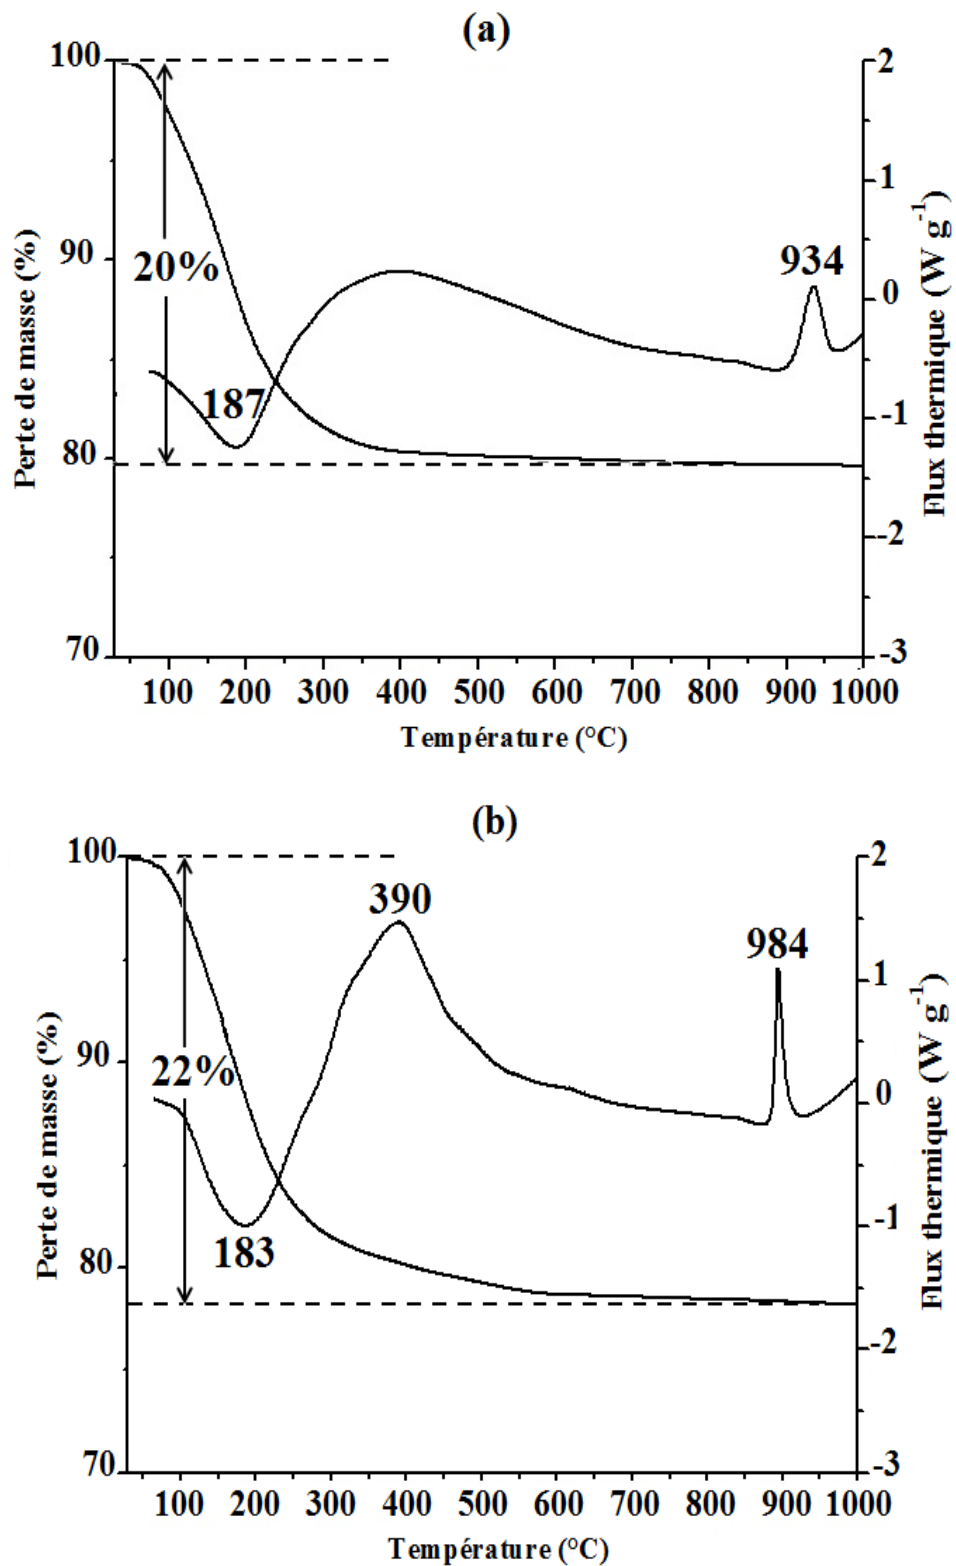 (a)
100
2
1
90
20%
934
0
187
-1
80
-2
70
-3
100 200 300 400 500 600 700 800 900 1000
Température (°C)
Perte de masse (%)
Flux thermique (W g-1)
(b)
100
2
390
984
1
90
22%
0
183
-1
80
-2
70
-3
100 200 300 400 500 600 700 800 900 1000
Température (°C)
Perte de masse (%)
Flux thermique (W g-1)